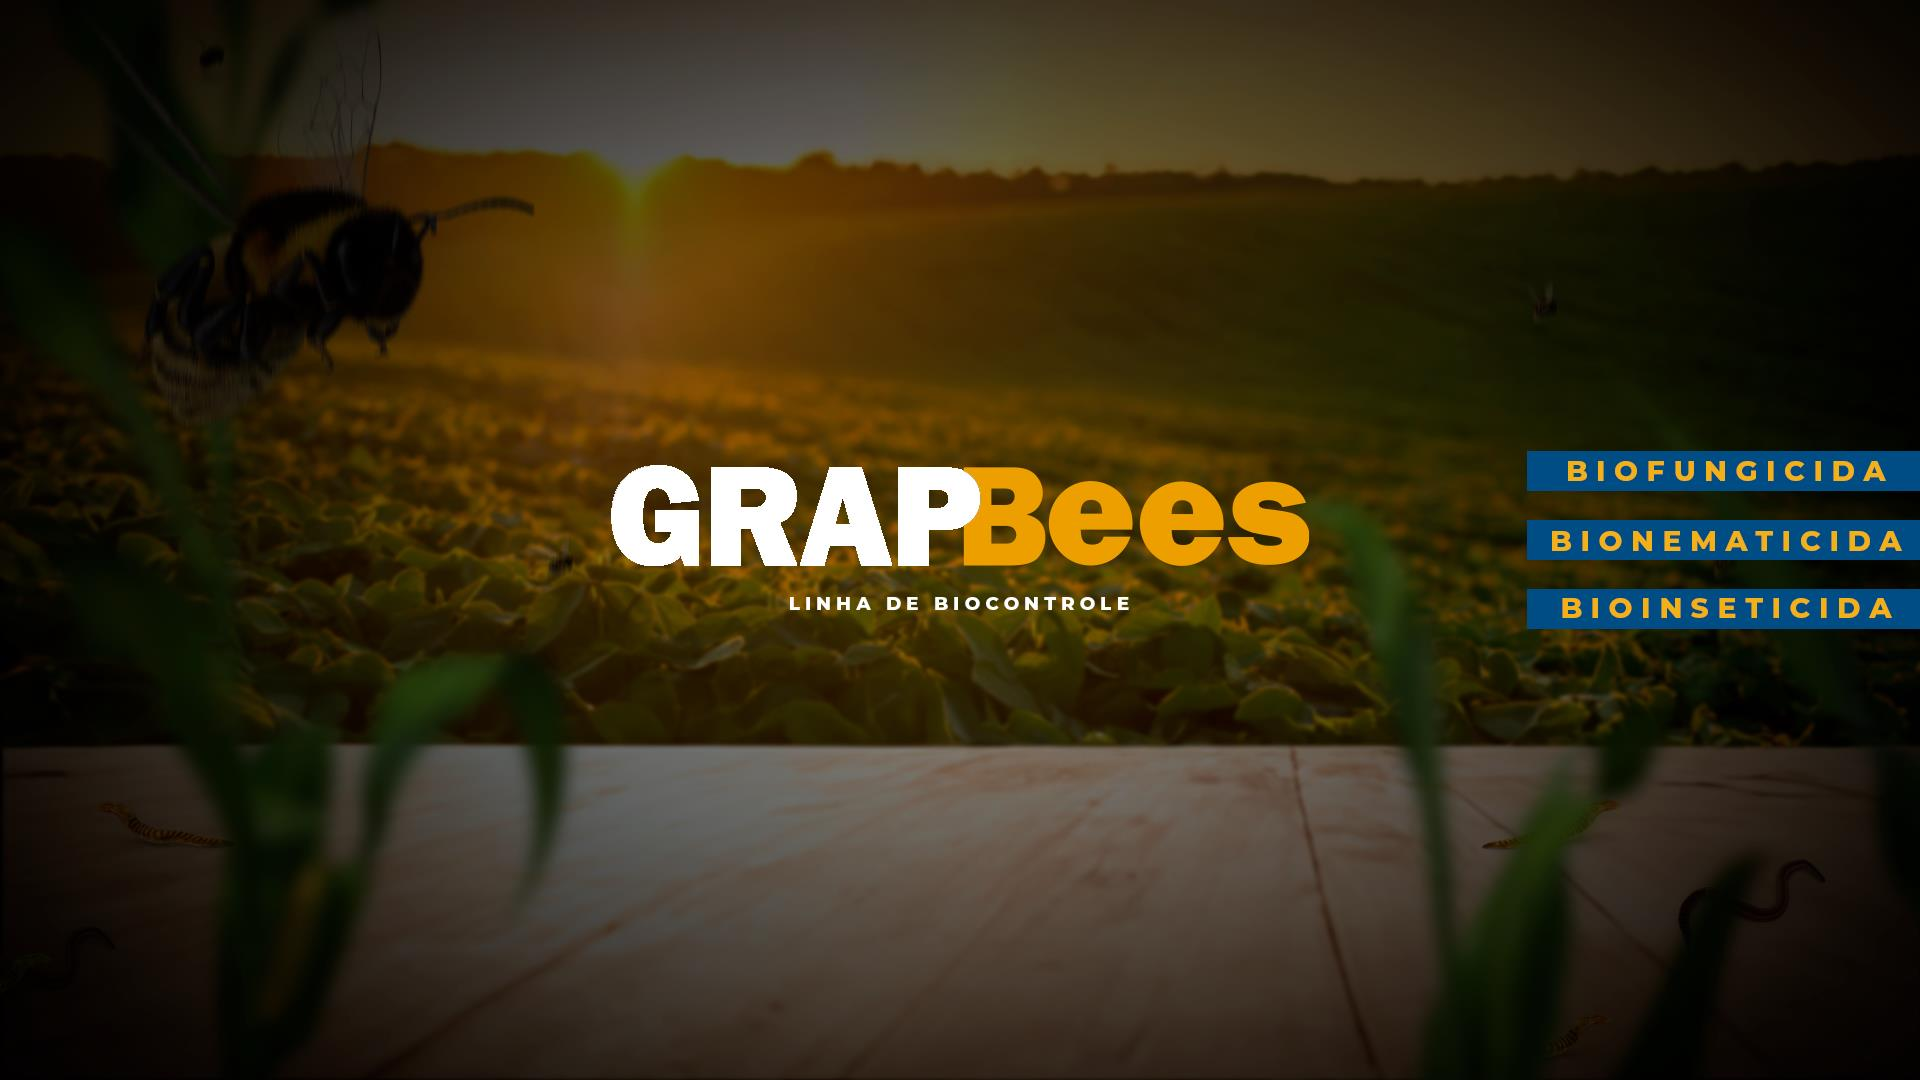 GRAPBees
LINHA DE BIOCONTROLE
BIOFUNGICIDA
BIONEMATICIDA
BIOINSETICIDA